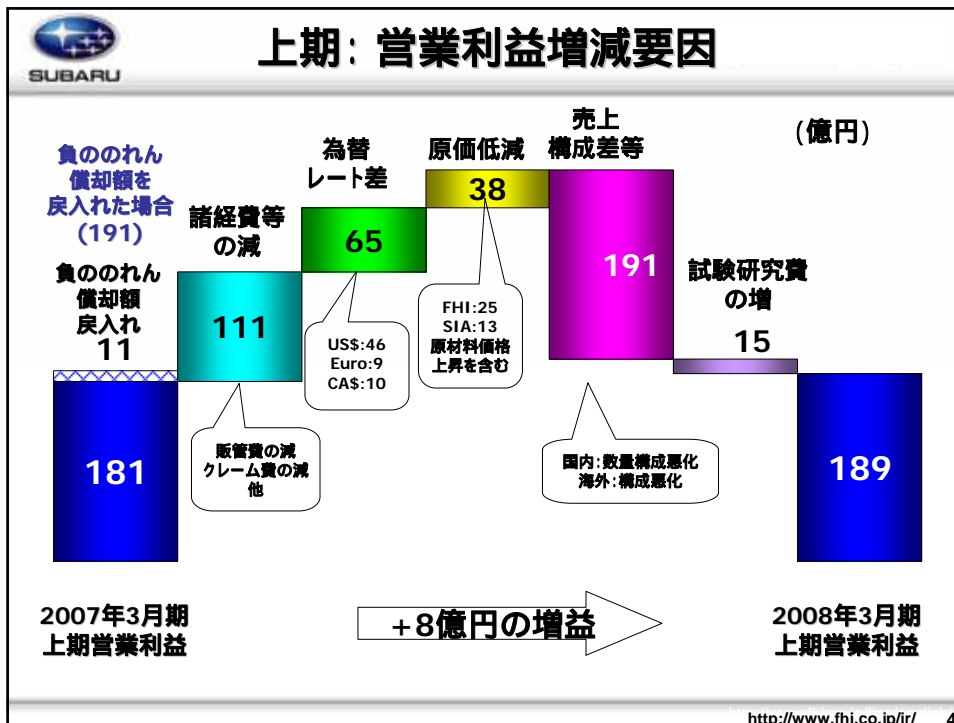 SUBARU
上期: 営業利益増減要因
(億円)
負ののれん
償却額を
戻入れた場合
(191)
負ののれん
償却額
戻入れ
11
181
諸経費等
の減
111
販管費の減
クレーム費の減
他
為替
レート差
65
US$:46
Euro:9
CA$:10
原価低減
38
FHI:25
SIA:13
原材料価格
上昇を含む
売上
構成差等
191
国内:数量構成悪化
海外:構成悪化
試験研究費
の増
15
189
2007年3月期
上期営業利益
+8億円の増益
2008年3月期
上期営業利益
http://www.fhi.co.jp/ir/ 4